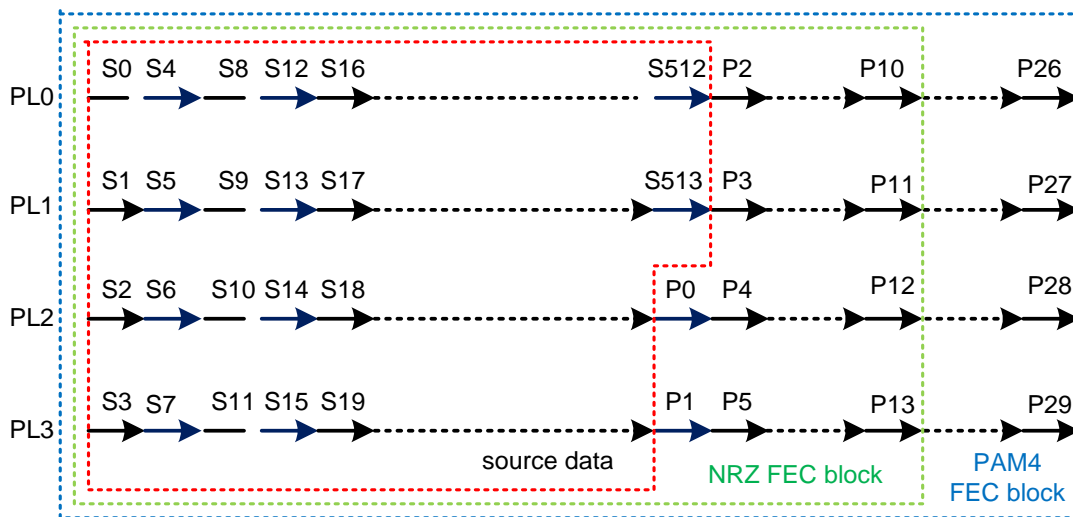 S0 S4 S8 S12 S16 S512 P2 P10 P26
PL0
S1 S5 S9 S13 S17 S513 P3 P11 P27
PL1
S2 S6 S10 S14 S18 P0 P4 P12 P28
PL2
S3 S7 S11 S15 S19 P1 P5 P13 P29
PL3
source data
NRZ FEC block
PAM4
FEC block